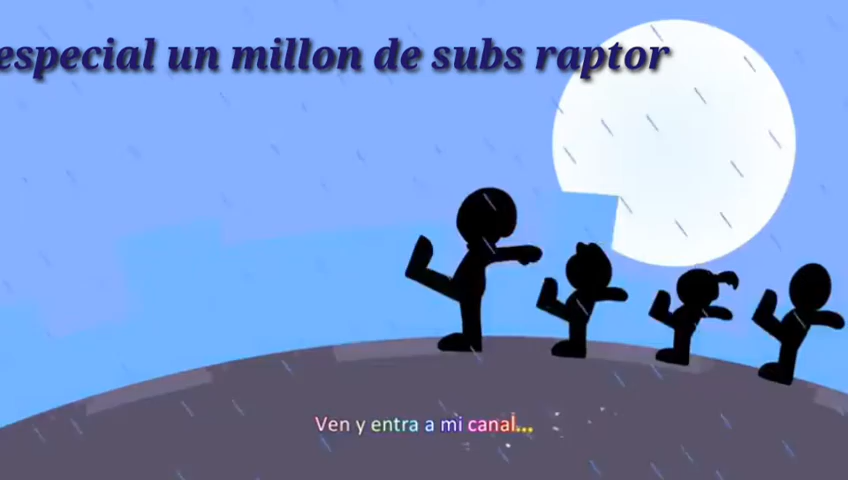 especial un millon de subs raptor
Ven y entra a mi canal...